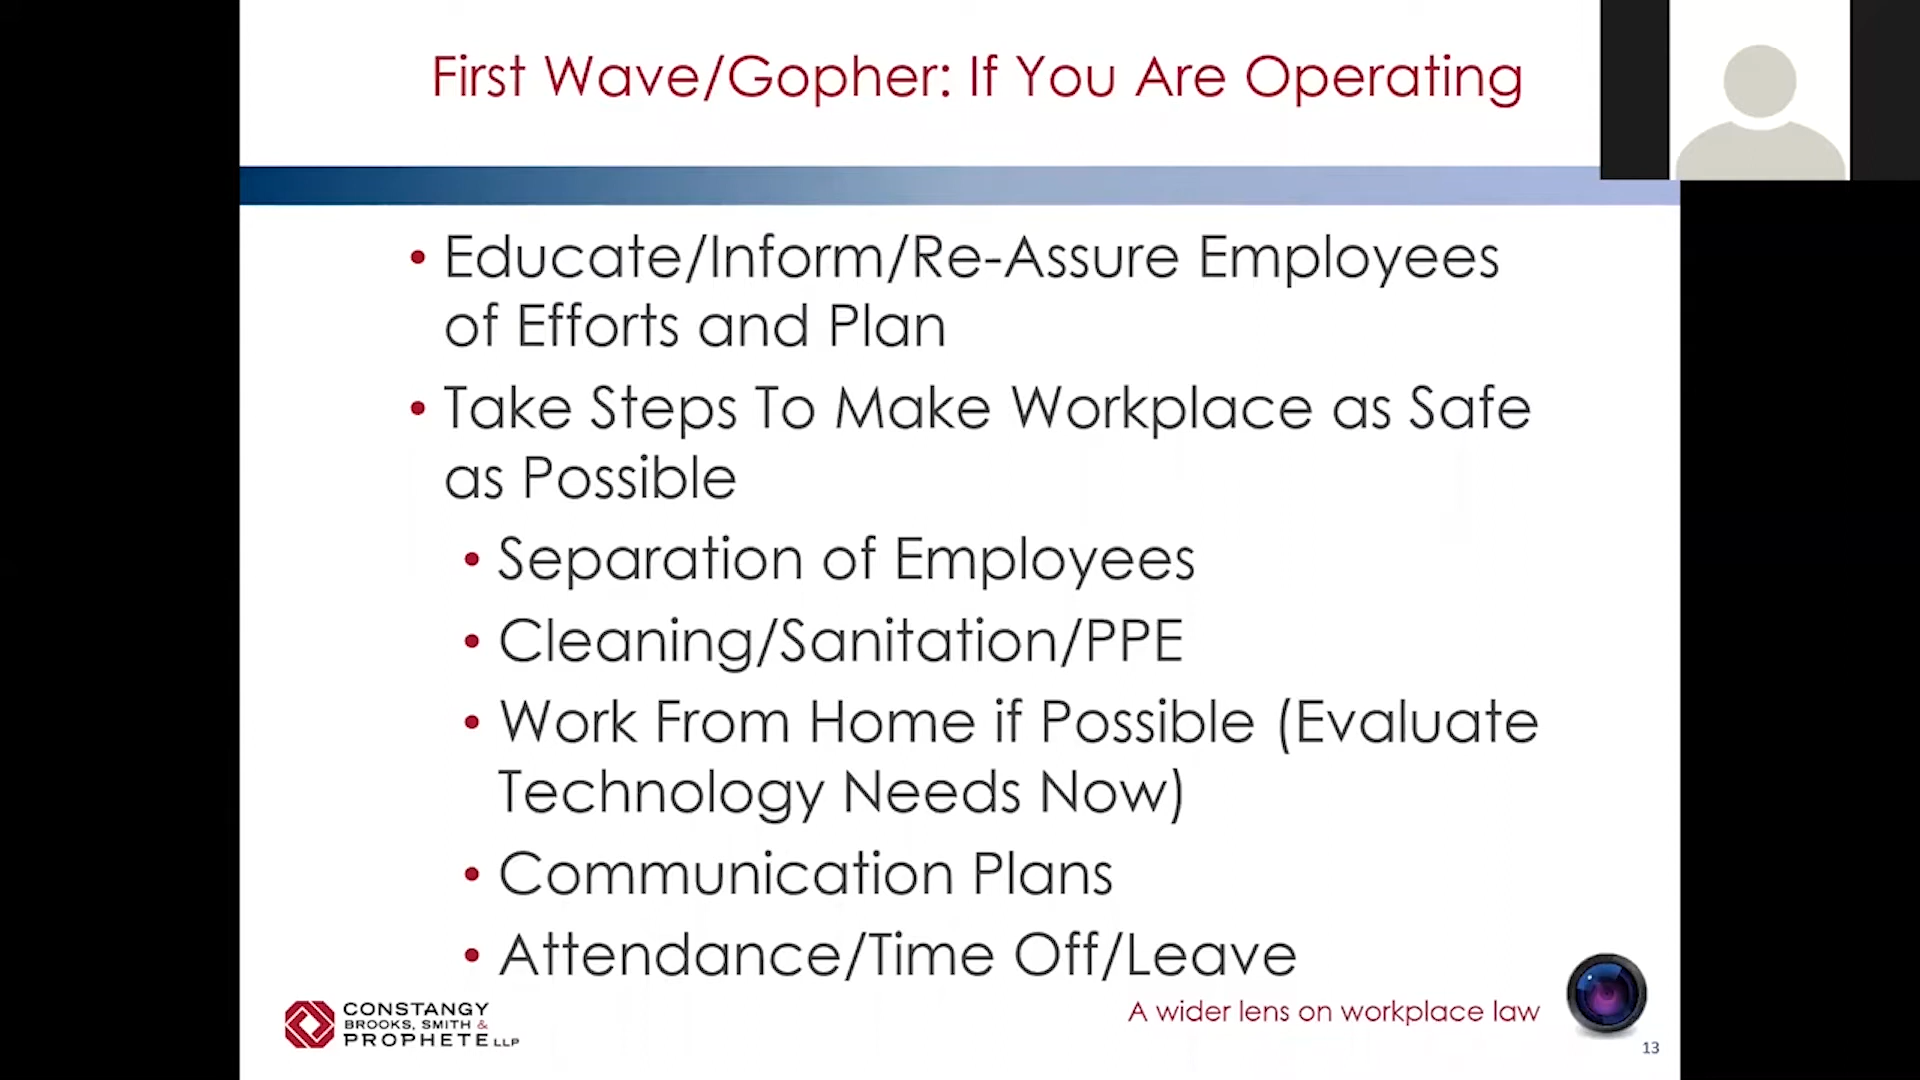 First Wave/Gopher: If You Are Operating
• Educate/Inform/Re-Assure Employees
of Efforts and Plan
• Take Steps To Make Workplace as Safe
as Possible
• Separation of Employees
• Cleaning/Sanitation/PPE
• Work From Home if Possible (Evaluate
Technology Needs Now)
• Communication Plans
• Attendance/Time Off/Leave
CONSTANGY
BROOKS, SMITH &
PROPHETE LLP
A wider lens on workplace law
13